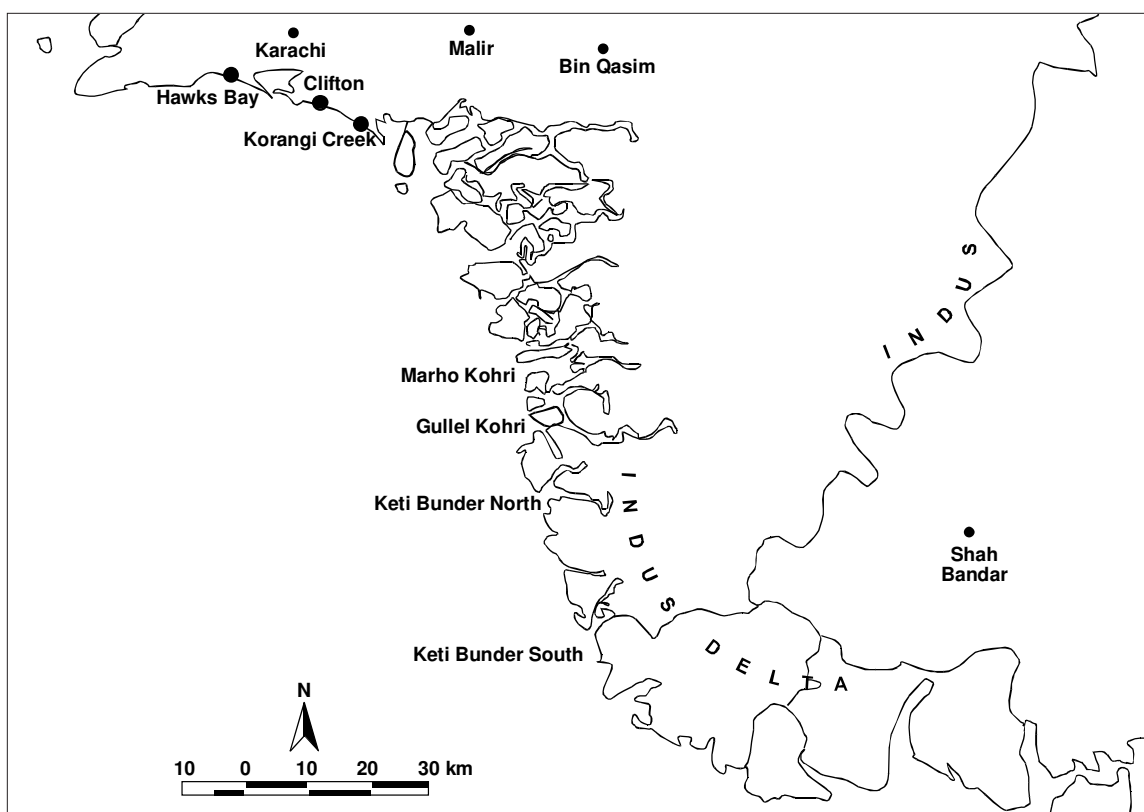 Karachi
Malir
Bin Qasim
Hawks Bay
Clifton
Korangi Creek
INDUS
Marho Kohri
Gullel Kohri
Keti Bunder North
INDUS
Shah
Bandar
Keti Bunder South
DELTA
N
10 0 10 20 30 km